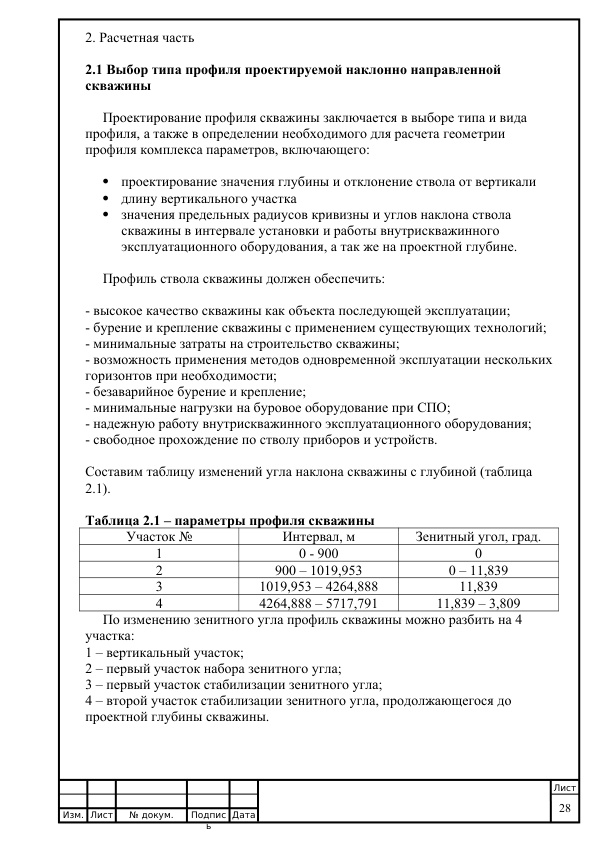 2. Расчетная часть
2.1 Выбор типа профиля проектируемой наклонно направленной
скважины
Проектирование профиля скважины заключается в выборе типа и вида
профиля, а также в определении необходимого для расчета геометрии
профиля комплекса параметров, включающего:
• проектирование значения глубины и отклонение ствола от вертикали
• длину вертикального участка
• значения предельных радиусов кривизны и углов наклона ствола
скважины в интервале установки и работы внутрискважинного
эксплуатационного оборудования, а так же на проектной глубине.
Профиль ствола скважины должен обеспечить:
- высокое качество скважины как объекта последующей эксплуатации;
- бурение и крепление скважины с применением существующих технологий;
- минимальные затраты на строительство скважины;
- возможность применения методов одновременной эксплуатации нескольких
горизонтов при необходимости;
- безаварийное бурение и крепление;
- минимальные нагрузки на буровое оборудование при СПО;
- надежную работу внутрискважинного эксплуатационного оборудования;
- свободное прохождение по стволу приборов и устройств.
Составим таблицу изменений угла наклона скважины с глубиной (таблица
2.1).
Таблица 2.1 – параметры профиля скважины
Участок № Интервал, м Зенитный угол, град.
1 0 - 900 0
2 900 – 1019,953 0 – 11,839
3 1019,953 – 4264,888 11,839
4 4264,888 – 5717,791 11,839 – 3,809
По изменению зенитного угла профиль скважины можно разбить на 4
участка:
1 – вертикальный участок;
2 – первый участок набора зенитного угла;
3 – первый участок стабилизации зенитного угла;
4 – второй участок стабилизации зенитного угла, продолжающегося до
проектной глубины скважины.
Лист
28
Изм. Лист № докум. Подпис Дата
ь